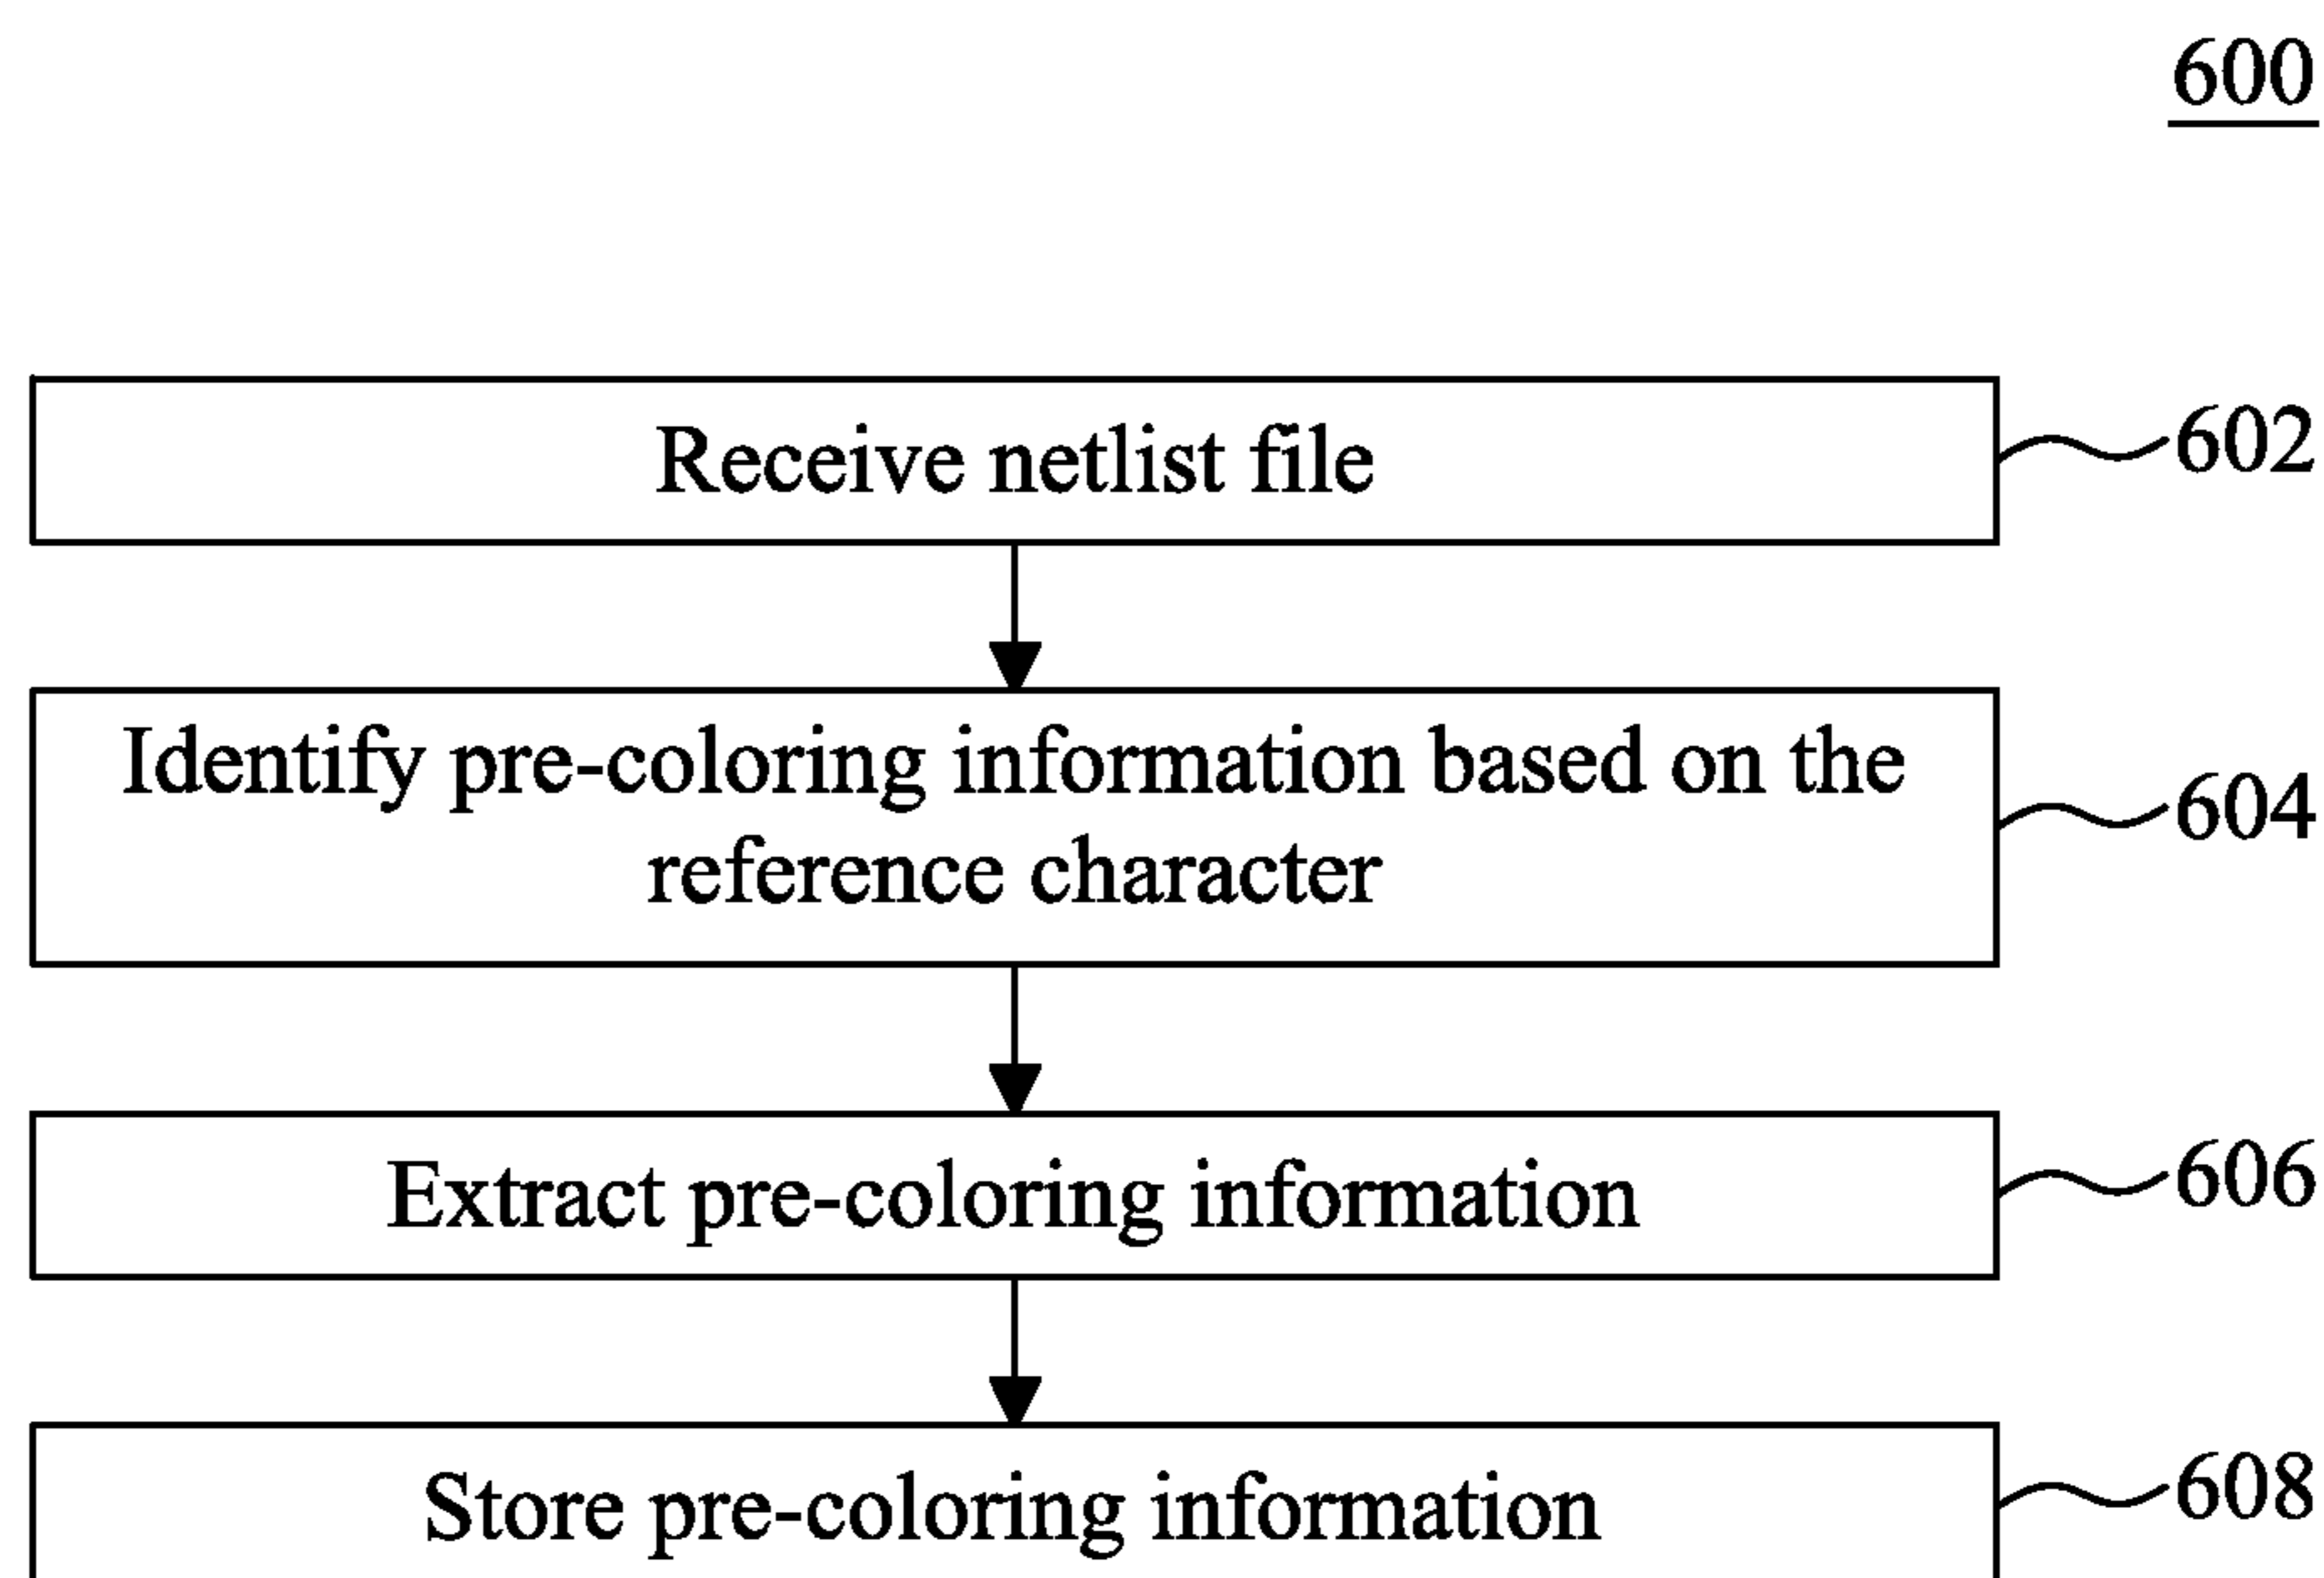 600
Receive netlist file
602
Identify pre-coloring information based on the
reference character
604
Extract pre-coloring information
606
Store pre-coloring information
608